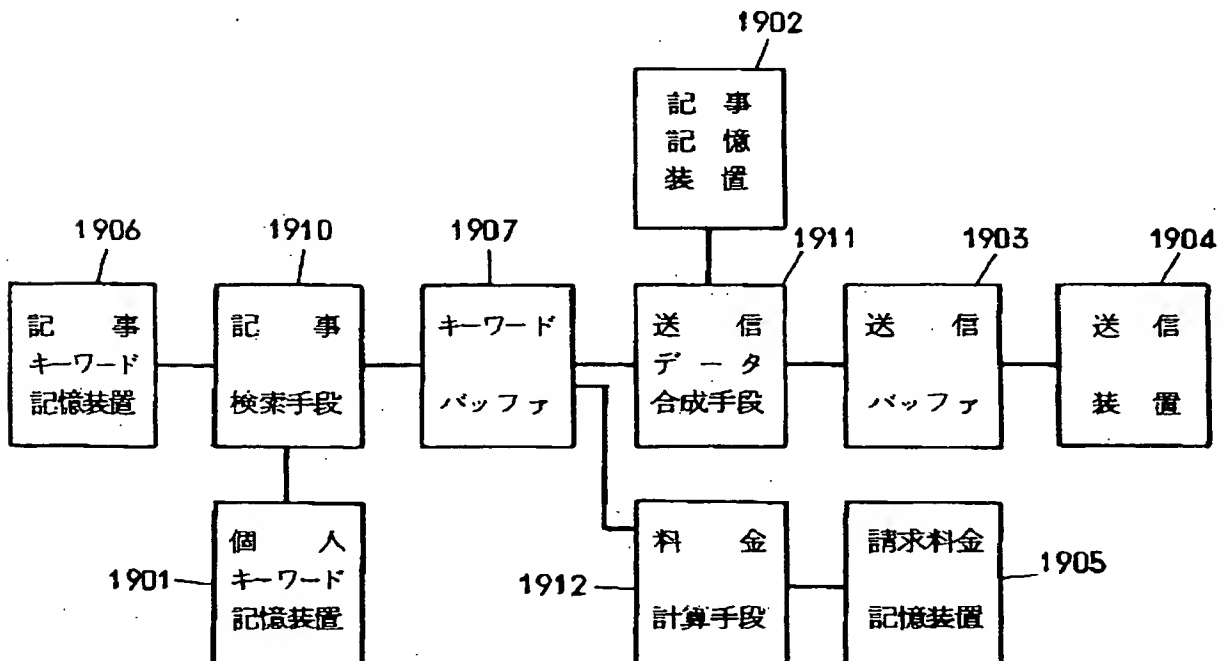 1902
記事
記憶
装置
1906
1910
1907
1911
1903
1904
記事
キーワード
記憶装置
記事
検索手段
キーワード
バッファ
送信
データ
合成手段
送信
バッファ
送信
装置
1901
個人
キーワード
記憶装置
1912
料金
計算手段
請求料金
記憶装置
1905